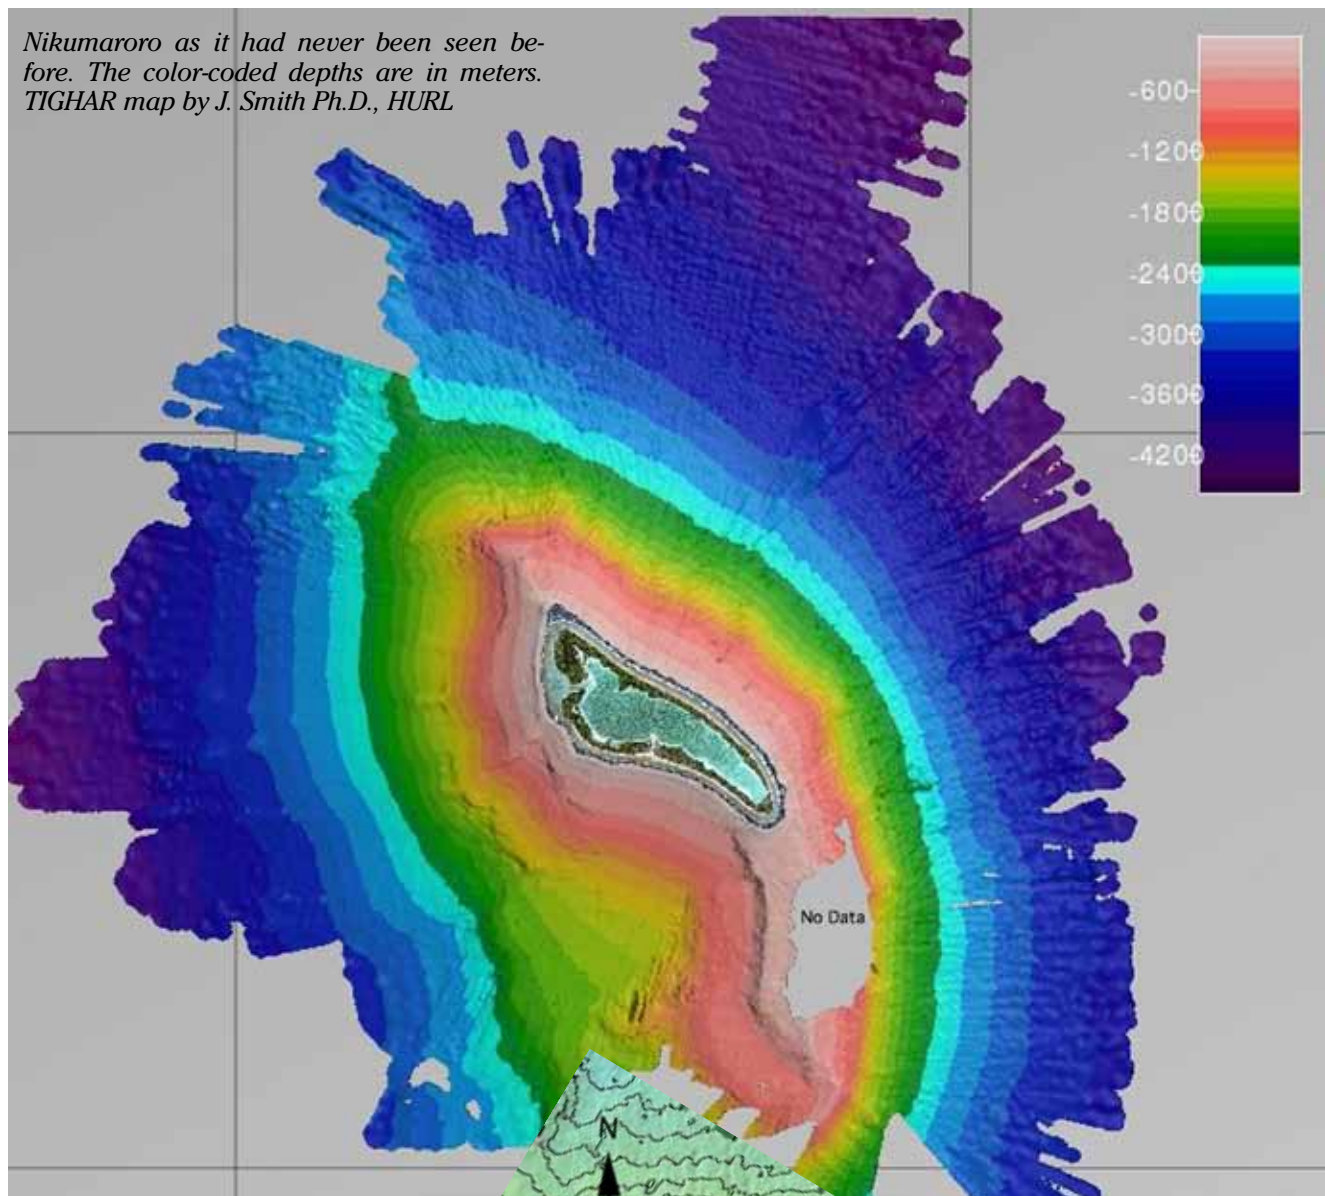 Nikumaroro as it had never been seen be-
fore. The color-coded depths are in meters.
TIGHAR map by J. Smith Ph.D., HURL
-600
-1200
-1800
-2400
-3000
-3600
-4200
No Data
N